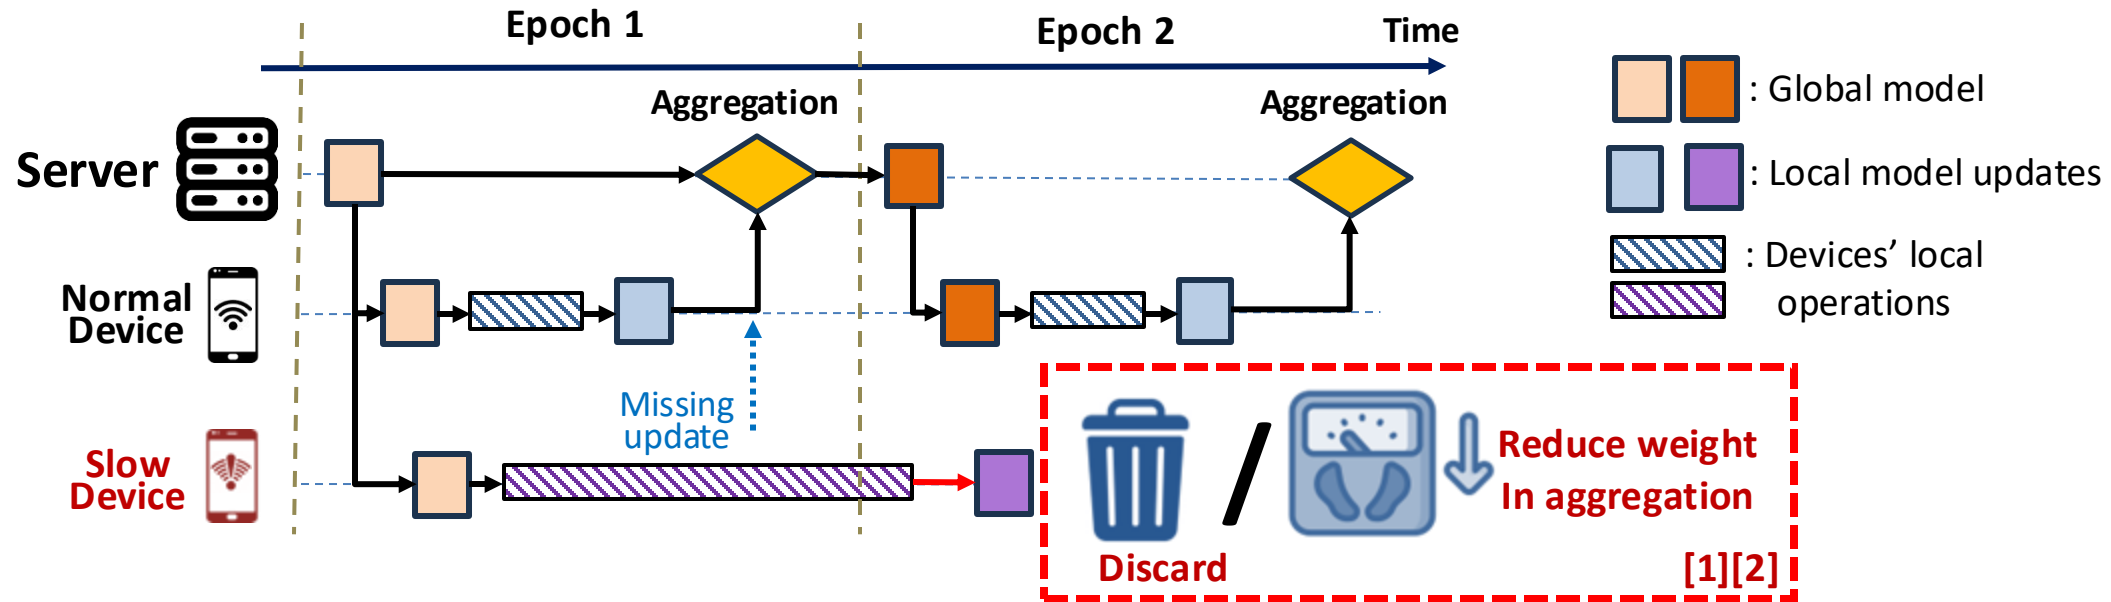 Epoch 1
Epoch 2
Time
Aggregation
Aggregation
Server
Normal
Device
Missing
update
Slow
Device
: Global model
: Local model updates
: Devices’ local
operations
Discard
/
Reduce weight
In aggregation
[1][2]